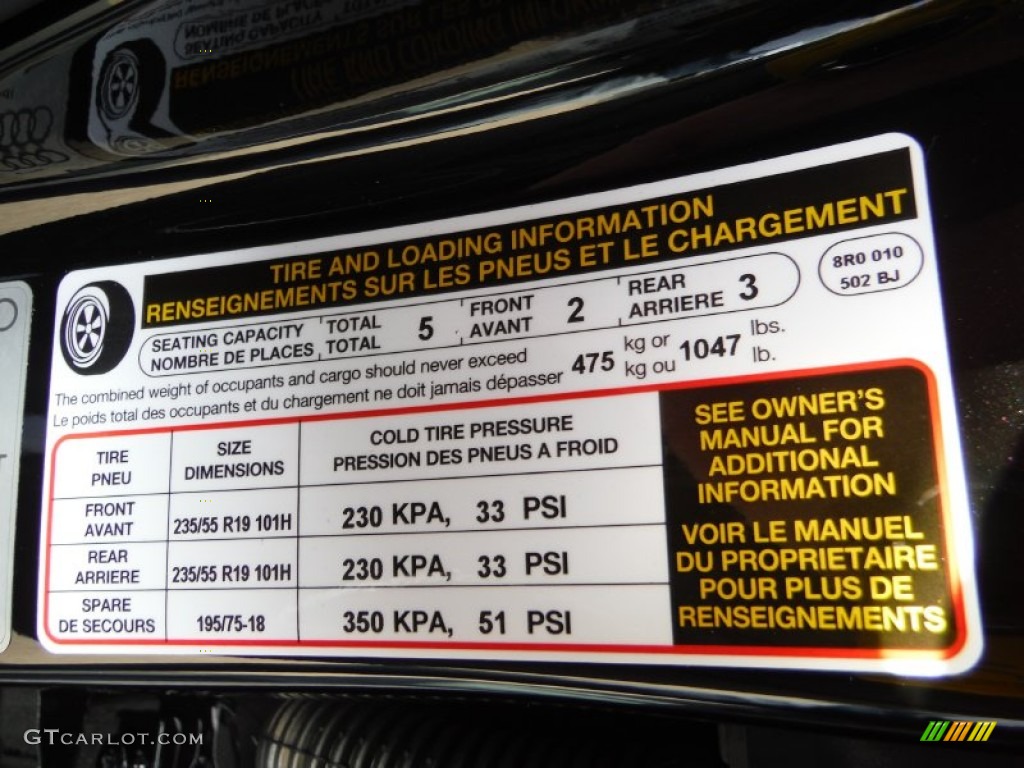 TIRE AND LOADING INFORMATION
RENSEIGNEMENTS SUR LES PNEUS ET LE CHARGEMENT
8R0 010
502 BJ
SEATING CAPACITY TOTAL 5 FRONT 2 REAR 3
NOMBRE DE PLACES TOTAL AVANT ARRIERE
The combined weight of occupants and cargo should never exceed 475 kg or 1047 lbs.
Le poids total des occupants et du chargement ne doit jamais dépasser kg ou lb.
TIRE SIZE COLD TIRE PRESSURE
PNEU DIMENSIONS PRESSION DES PNEUS A FROID
FRONT
AVANT 235/55 R19 101H 230 KPA, 33 PSI
REAR
ARRIERE 235/55 R19 101H 230 KPA, 33 PSI
SPARE
DE SECOURS 195/75-18 350 KPA, 51 PSI
SEE OWNER'S
MANUAL FOR
ADDITIONAL
INFORMATION
VOIR LE MANUEL
DU PROPRIETAIRE
POUR PLUS DE
RENSEIGNEMENTS
GTCARLOT.COM